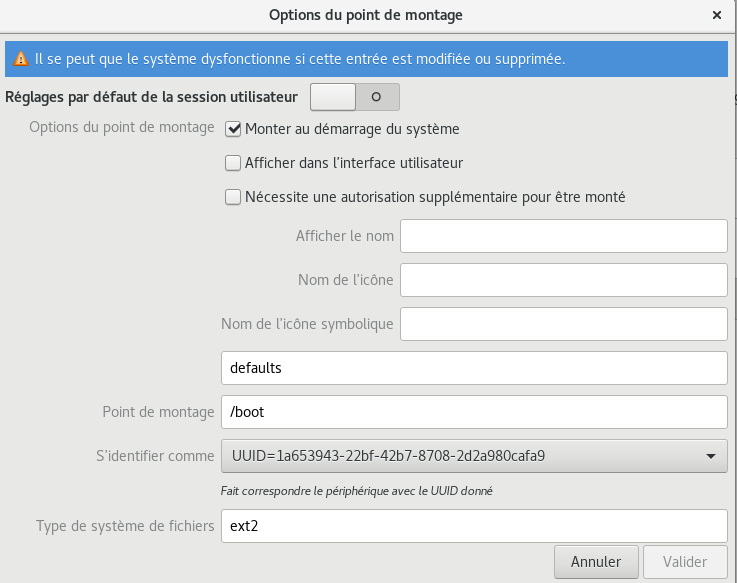 Options du point de montage
Il se peut que le système dysfonctionne si cette entrée est modifiée ou supprimée.
Réglages par défaut de la session utilisateur
Options du point de montage Monter au démarrage du système
Afficher dans l'interface utilisateur
Nécessite une autorisation supplémentaire pour être monté
Afficher le nom
Nom de l'icône
Nom de l'icône symbolique
defaults
Point de montage /boot
S'identifier comme UUID=1a653943-22bf-42b7-8708-2d2a980cafa9
Fait correspondre le périphérique avec le UUID donné
Type de système de fichiers ext2
Annuler Valider